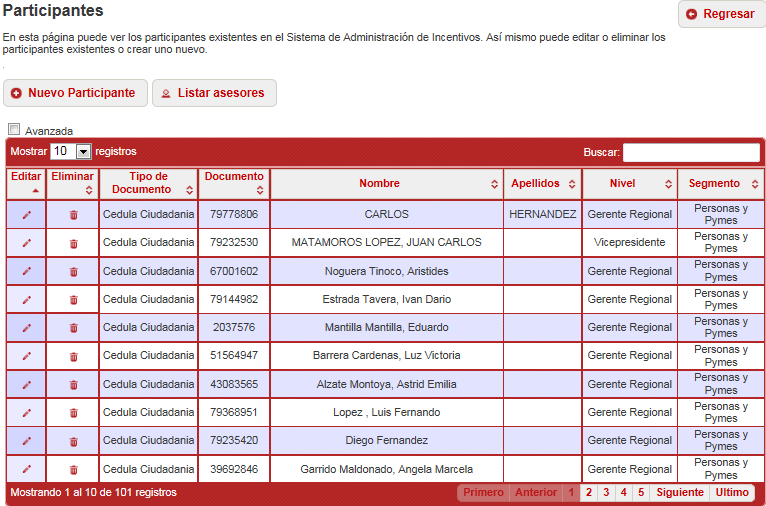 Participantes
Regresar
En esta página puede ver los participantes existentes en el Sistema de Administración de Incentivos. Así mismo puede editar o eliminar los
participantes existentes o crear uno nuevo.
.
Nuevo Participante Listar asesores
Avanzada
Mostrar 10 registros Buscar:
Editar Eliminar Tipo de Documento Documento Nombre Apellidos Nivel Segmento
Cedula Ciudadania 79778806 CARLOS HERNANDEZ Gerente Regional Personas y Pymes
Cedula Ciudadania 79232530 MATAMOROS LOPEZ, JUAN CARLOS Vicepresidente Personas y Pymes
Cedula Ciudadania 67001602 Noguera Tinoco, Aristides Gerente Regional Personas y Pymes
Cedula Ciudadania 79144982 Estrada Tavera, Ivan Dario Gerente Regional Personas y Pymes
Cedula Ciudadania 2037576 Mantilla Mantilla, Eduardo Gerente Regional Personas y Pymes
Cedula Ciudadania 51564947 Barrera Cardenas, Luz Victoria Gerente Regional Personas y Pymes
Cedula Ciudadania 43083565 Alzate Montoya, Astrid Emilia Gerente Regional Personas y Pymes
Cedula Ciudadania 79368951 Lopez , Luis Fernando Gerente Regional Personas y Pymes
Cedula Ciudadania 79235420 Diego Fernandez Gerente Regional Personas y Pymes
Cedula Ciudadania 39692846 Garrido Maldonado, Angela Marcela Gerente Regional Personas y Pymes
Mostrando 1 al 10 de 101 registros Primero Anterior 1 2 3 4 5 Siguiente Ultimo